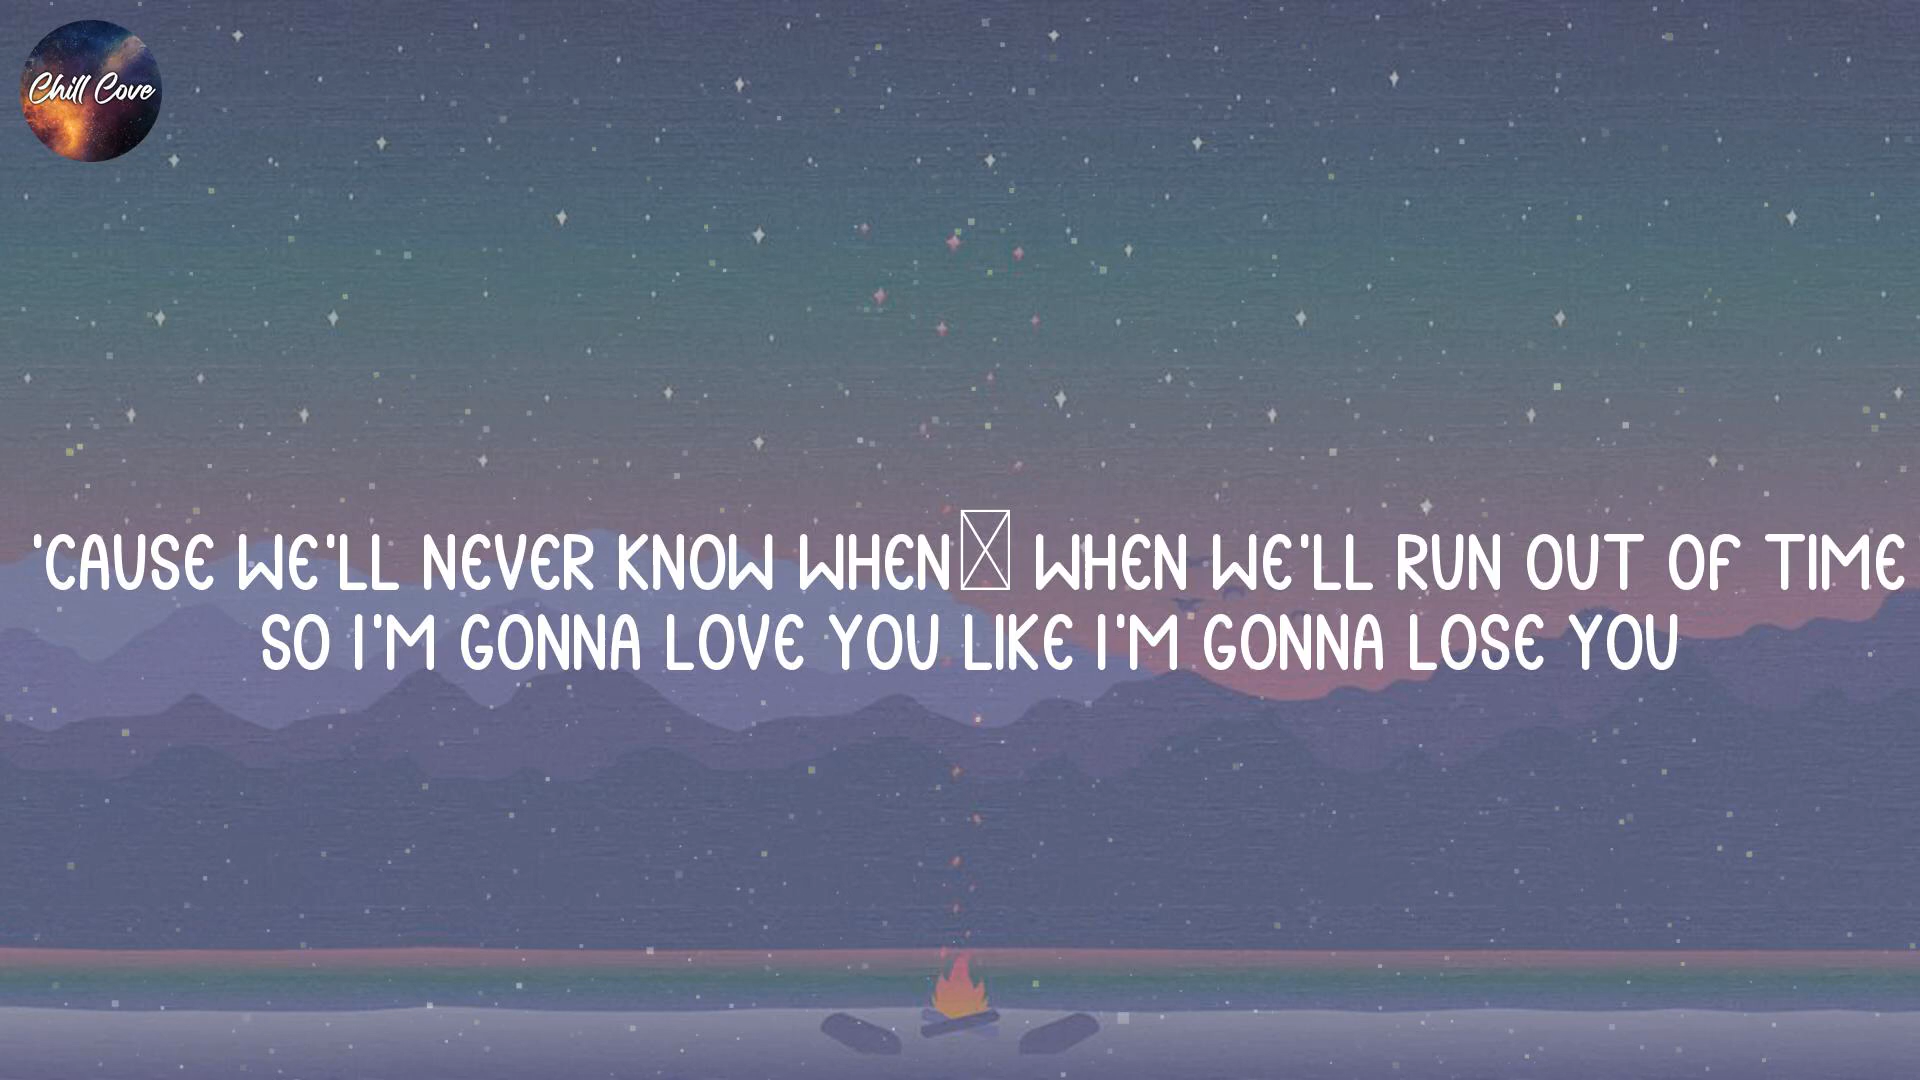 Chill Cove
'CAUSE WE'LL NEVER KNOW WHEN WHEN WE'LL RUN OUT OF TIME
SO I'M GONNA LOVE YOU LIKE I'M GONNA LOSE YOU